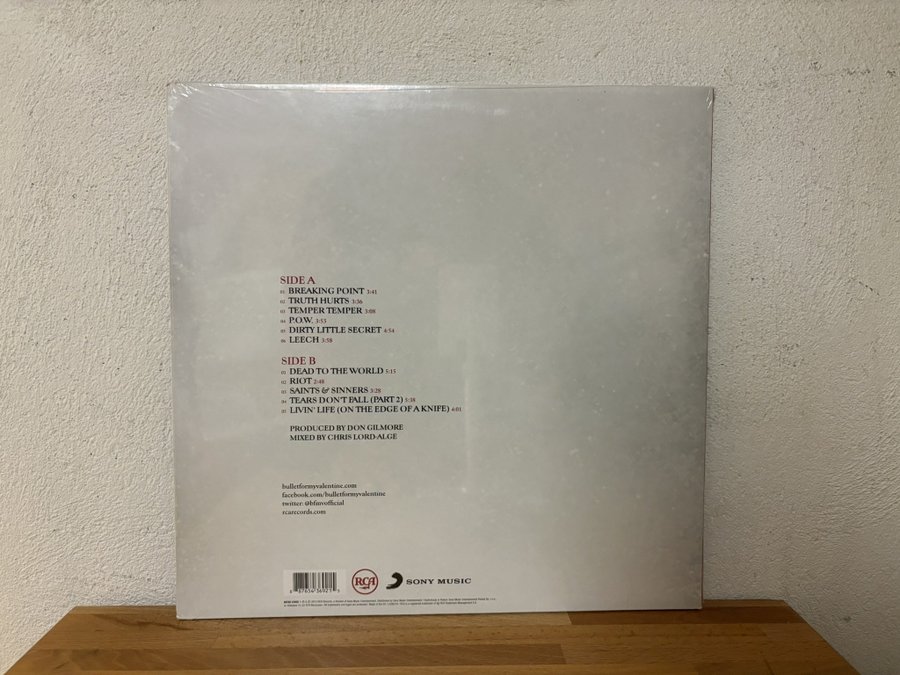 SIDE A
01 BREAKING POINT 3:41
02 TRUTH HURTS 3:36
03 TEMPER TEMPER 3:08
04 P.O.W. 3:53
05 DIRTY LITTLE SECRET 4:54
06 LEECH 3:58
SIDE B
01 DEAD TO THE WORLD 5:15
02 RIOT 2:48
03 SAINTS & SINNERS 3:28
04 TEARS DON'T FALL (PART 2) 5:38
05 LIVIN' LIFE (ON THE EDGE OF A KNIFE) 4:01
PRODUCED BY DON GILMORE
MIXED BY CHRIS LORD-ALGE
bulletformyvalentine.com
facebook.com/bulletformyvalentine
twitter: @bfmvofficial
rcarecords.com
RCA
SONY MUSIC